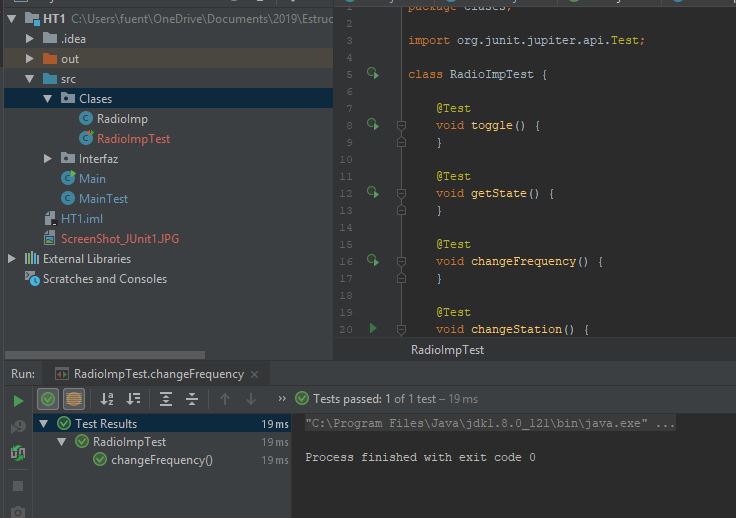 HT1 C:\Users\fuent\OneDrive\Documents\2019\Estruc
.idea
out
src
Clases
RadioImp
RadioImpTest
Interfaz
Main
MainTest
HT1.iml
ScreenShot_JUnit1.JPG
External Libraries
Scratches and Consoles
1 package Clases;
2
3 import org.junit.jupiter.api.Test;
4
5 class RadioImpTest {
6
7 @Test
8 void toggle() {
9 }
10
11 @Test
12 void getState() {
13 }
14
15 @Test
16 void changeFrequency() {
17 }
18
19 @Test
20 void changeStation() {
RadioImpTest
Run: RadioImpTest.changeFrequency ×
Tests passed: 1 of 1 test – 19 ms
Test Results 19 ms
RadioImpTest 19 ms
changeFrequency() 19 ms
"C:\Program Files\Java\jdk1.8.0_121\bin\java.exe" ...
Process finished with exit code 0